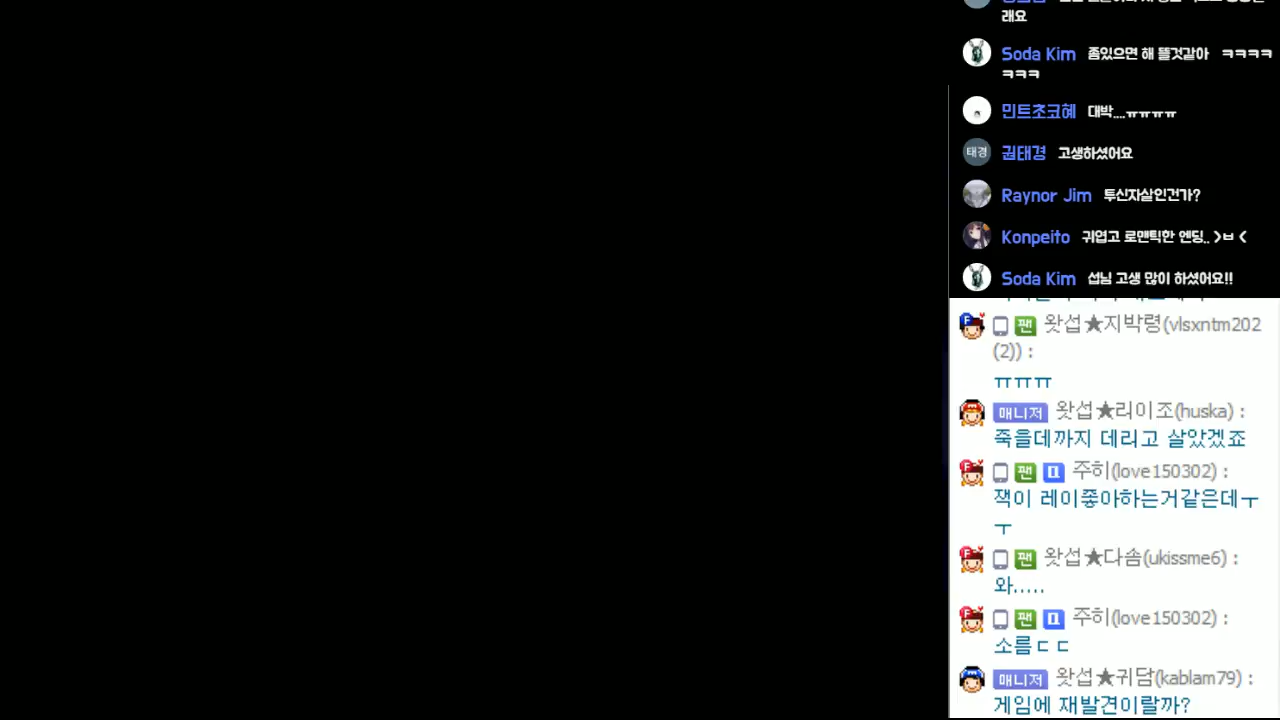 래요
Soda Kim 좀있으면 해 뜰것같아 ㅋㅋㅋㅋ
ㅋㅋㅋ
민트초코혜 대박....ㅠㅠㅠㅠ
태경 권태경 고생하셨어요
Raynor Jim 투신자살인건가?
Konpeito 귀엽고 로맨틱한 엔딩.. >ㅂ <
Soda Kim 섭님 고생 많이 하셨어요!!
팬 왓섭★지박령(vlsxntm202
(2)) :
ㅠㅠㅠ
매니저 왓섭★리이조(huska) :
죽을데까지 데리고 살았겠죠
팬 주히(love150302) :
잭이 레이좋아하는거같은데ㅜ
ㅜ
팬 왓섭★다솜(ukissme6) :
와.....
팬 주히(love150302) :
소름ㄷㄷ
매니저 왓섭★귀담(kablam79) :
게임에 재발견이랄까?